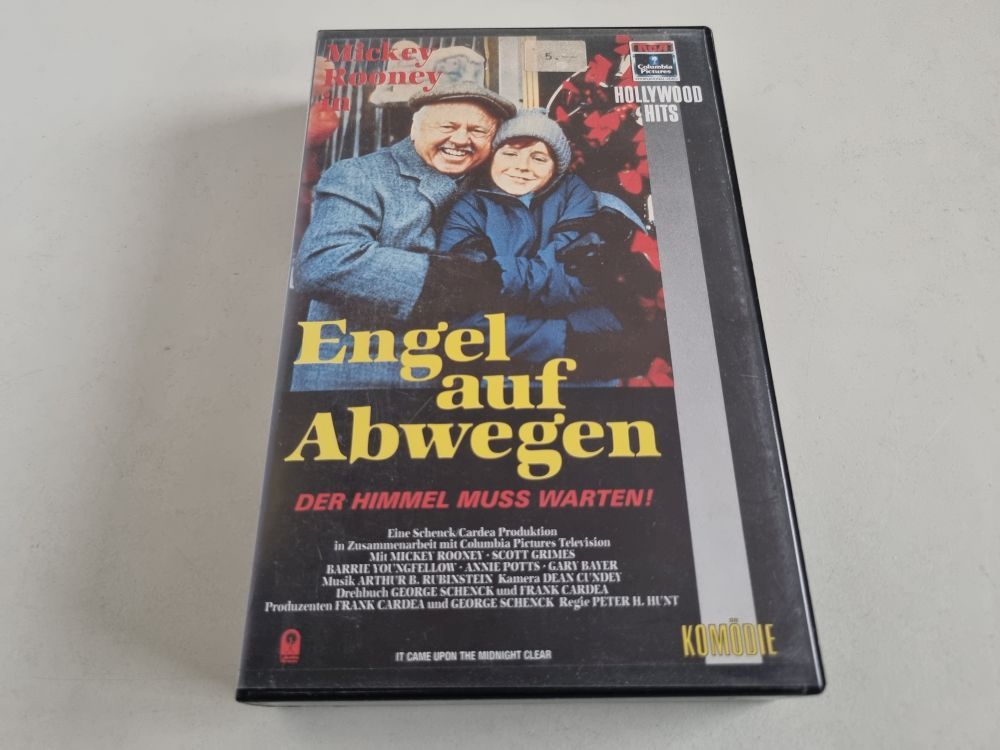 Mickey
Rooney
in
5.—
RCA
Columbia
Pictures
HOLLYWOOD
HITS
Engel
auf
Abwegen
DER HIMMEL MUSS WARTEN!
Eine Schenck/Cardea Produktion
in Zusammenarbeit mit Columbia Pictures Television
Mit MICKEY ROONEY · SCOTT GRIMES
BARRIE YOUNGFELLOW · ANNIE POTTS · GARY BAYER
Musik ARTHUR B. RUBINSTEIN Kamera DEAN CUNDEY
Drehbuch GEORGE SCHENCK und FRANK CARDEA
Produzenten FRANK CARDEA und GEORGE SCHENCK Regie PETER H. HUNT
IT CAME UPON THE MIDNIGHT CLEAR
KOMÖDIE